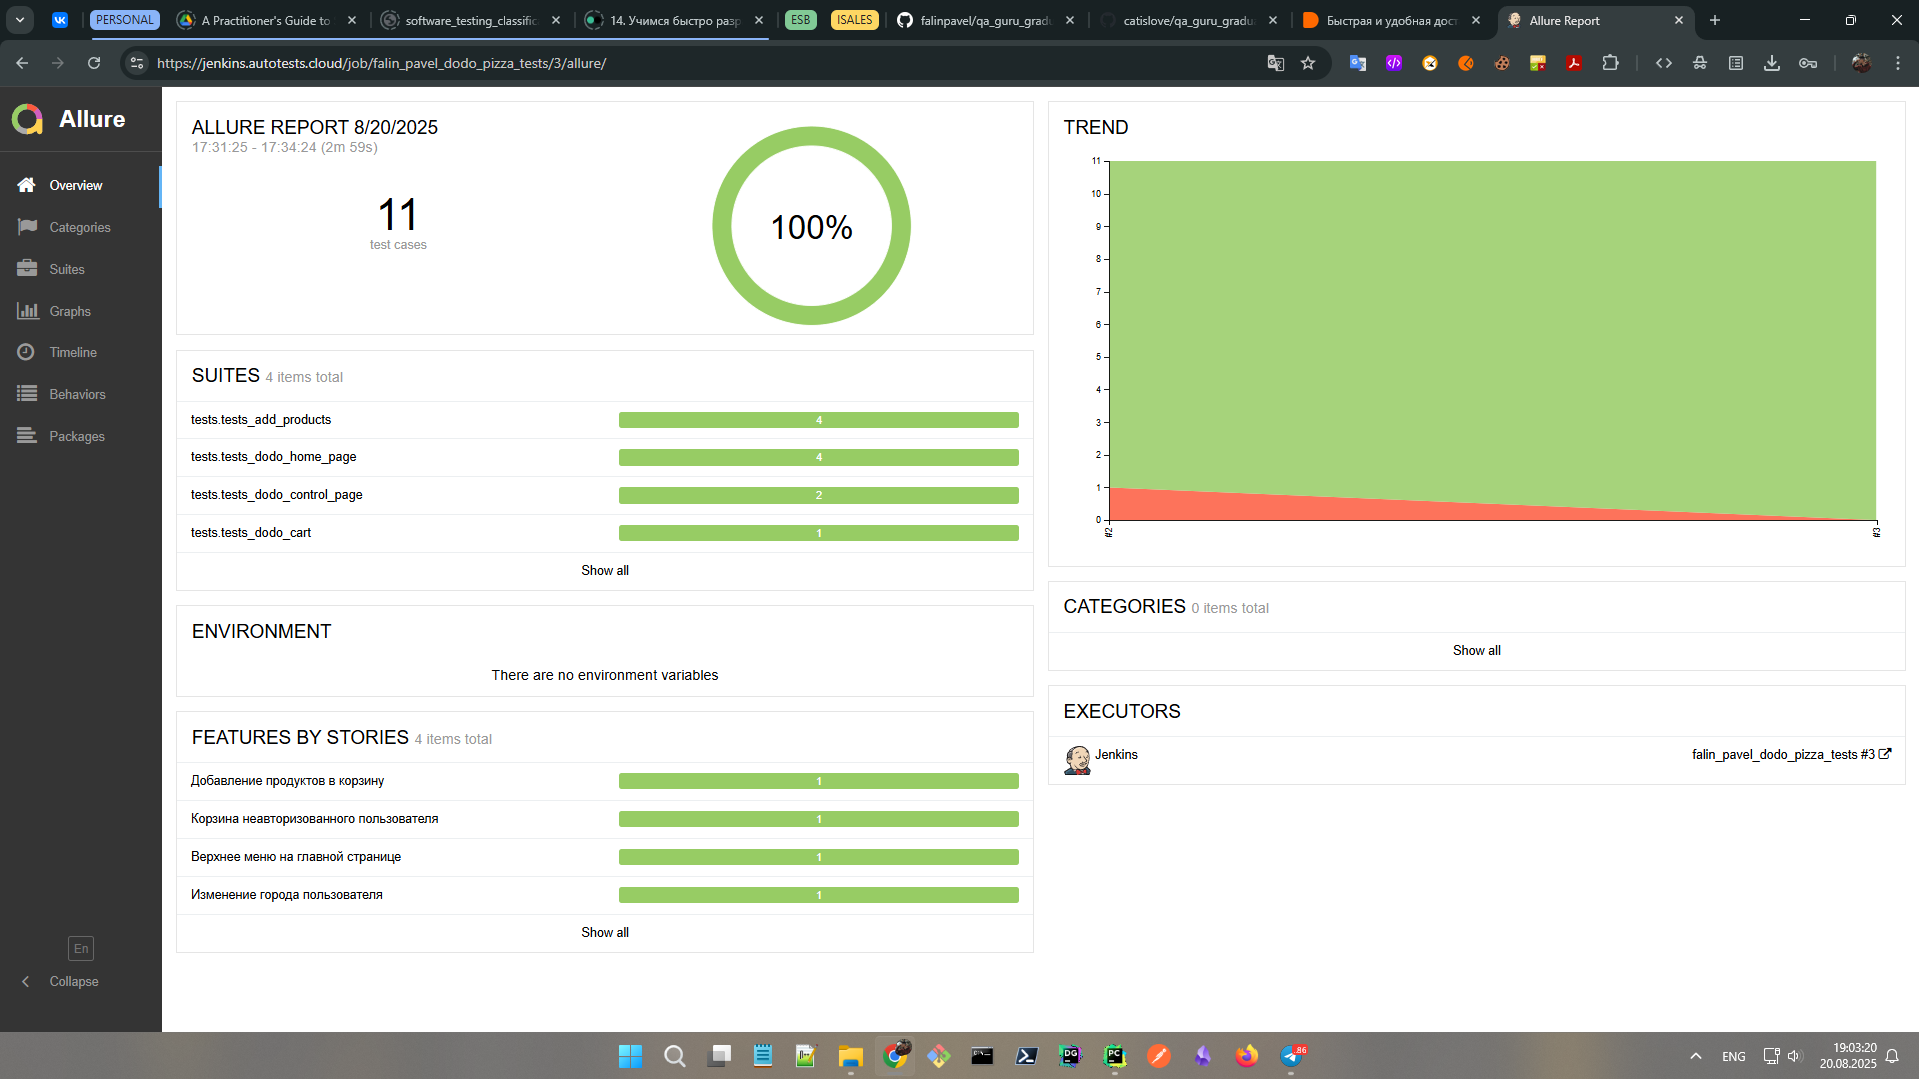 PERSONAL
A Practitioner's Guide to
software_testing_classific
14. Учимся быстро разр
ESB
ISALES
falinpavel/qa_guru_gradu
catislove/qa_guru_gradua
Быстрая и удобная дост
Allure Report
https://jenkins.autotests.cloud/job/falin_pavel_dodo_pizza_tests/3/allure/
Allure
Overview
Categories
Suites
Graphs
Timeline
Behaviors
Packages
En
Collapse
ALLURE REPORT 8/20/2025
17:31:25 - 17:34:24 (2m 59s)
11
test cases
100%
SUITES 4 items total
tests.tests_add_products 4
tests.tests_dodo_home_page 4
tests.tests_dodo_control_page 2
tests.tests_dodo_cart 1
Show all
ENVIRONMENT
There are no environment variables
FEATURES BY STORIES 4 items total
Добавление продуктов в корзину 1
Корзина неавторизованного пользователя 1
Верхнее меню на главной странице 1
Изменение города пользователя 1
Show all
TREND
11
10
9
8
7
6
5
4
3
2
1
0
#2
#3
CATEGORIES 0 items total
Show all
EXECUTORS
Jenkins
falin_pavel_dodo_pizza_tests #3
DG
PC
86
ENG
19:03:20
20.08.2025